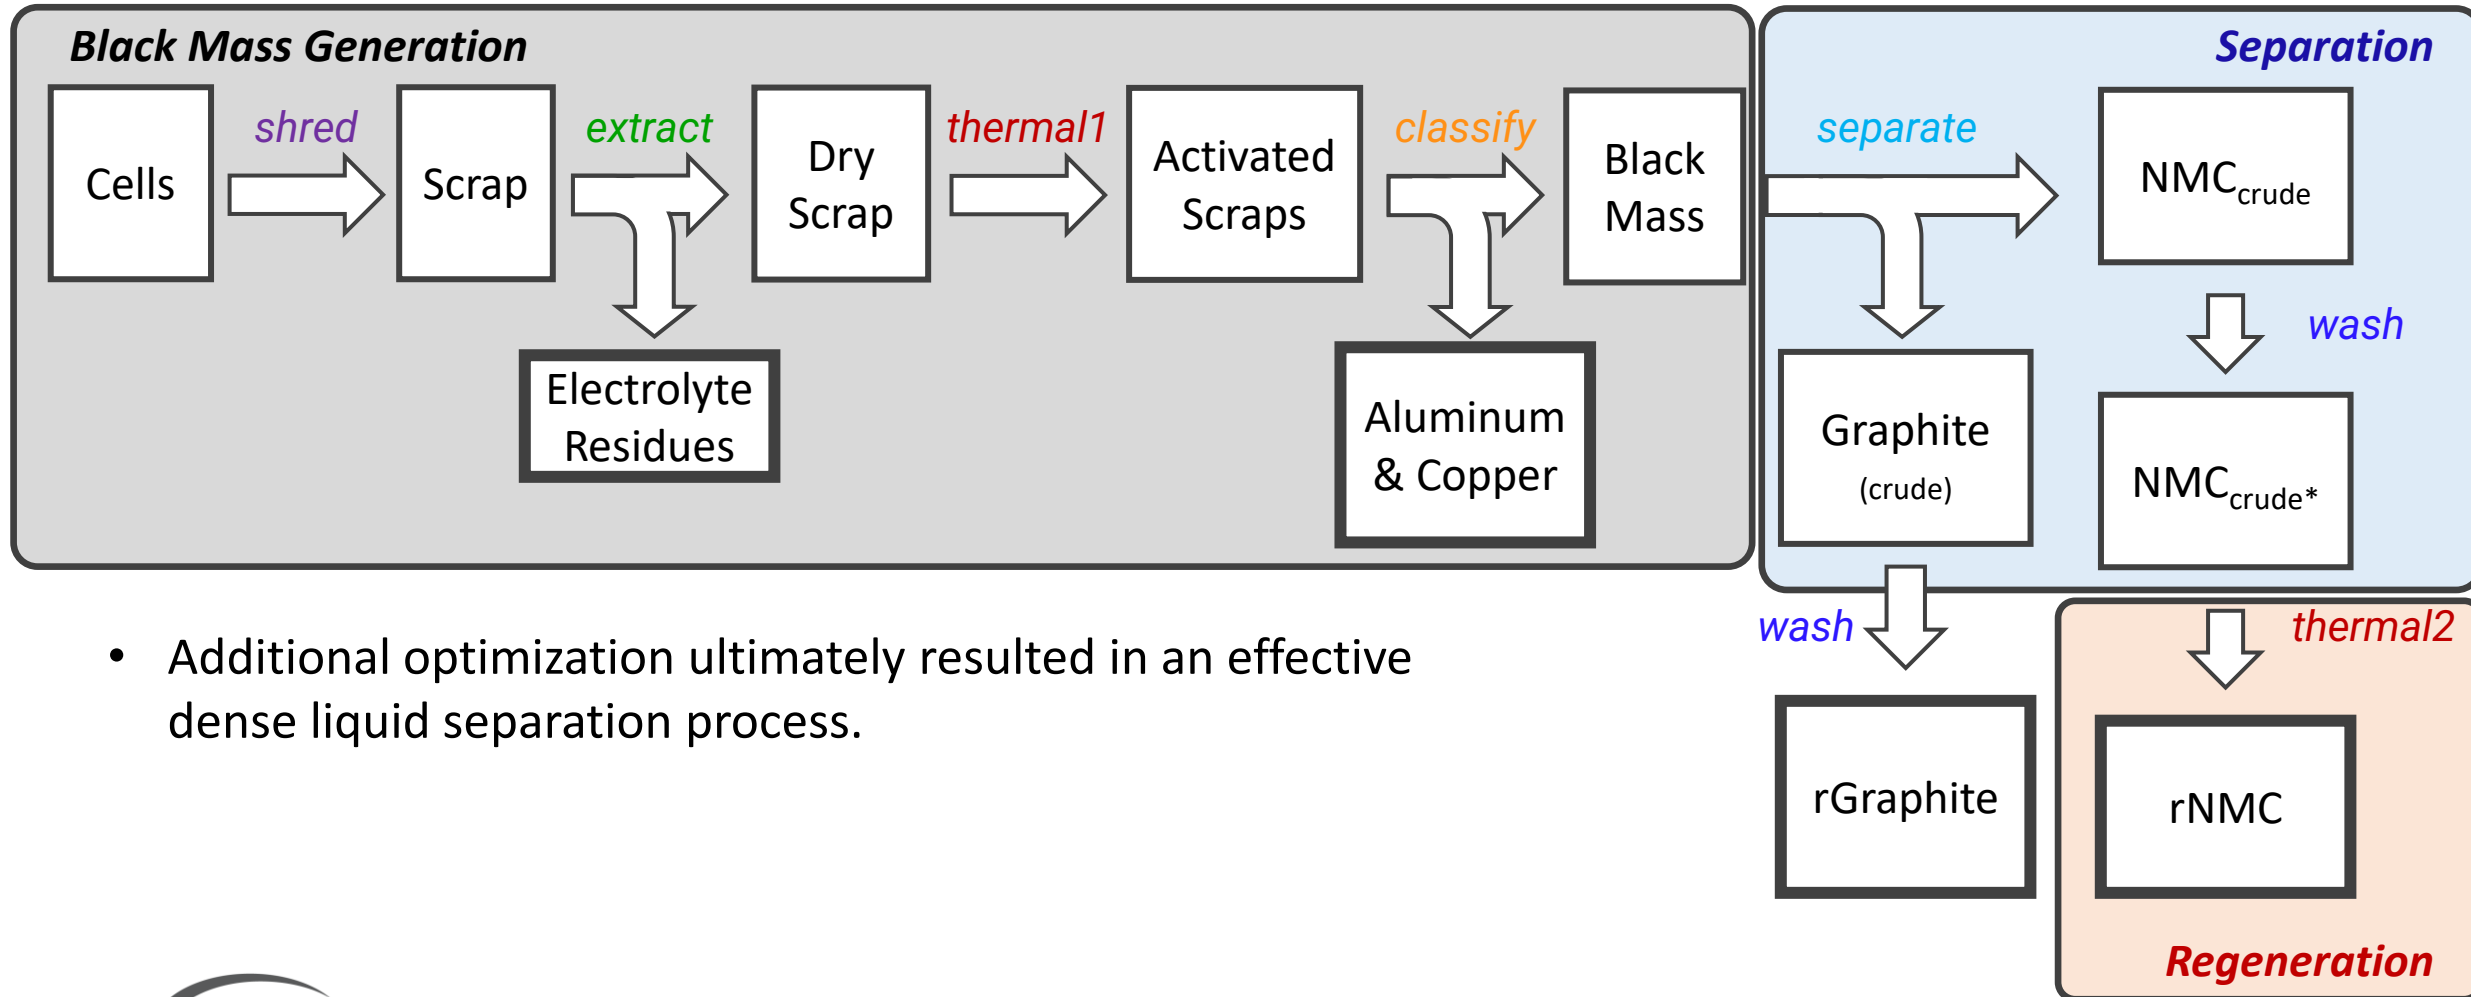 Black Mass Generation
Separation
Cells
shred
Scrap
extract
Dry
Scrap
thermal1
Activated
Scraps
classify
Black
Mass
separate
NMCcrude
Electrolyte
Residues
Aluminum
& Copper
Graphite
(crude)
wash
NMCcrude*
wash
thermal2
• Additional optimization ultimately resulted in an effective
dense liquid separation process.
rGraphite
rNMC
Regeneration